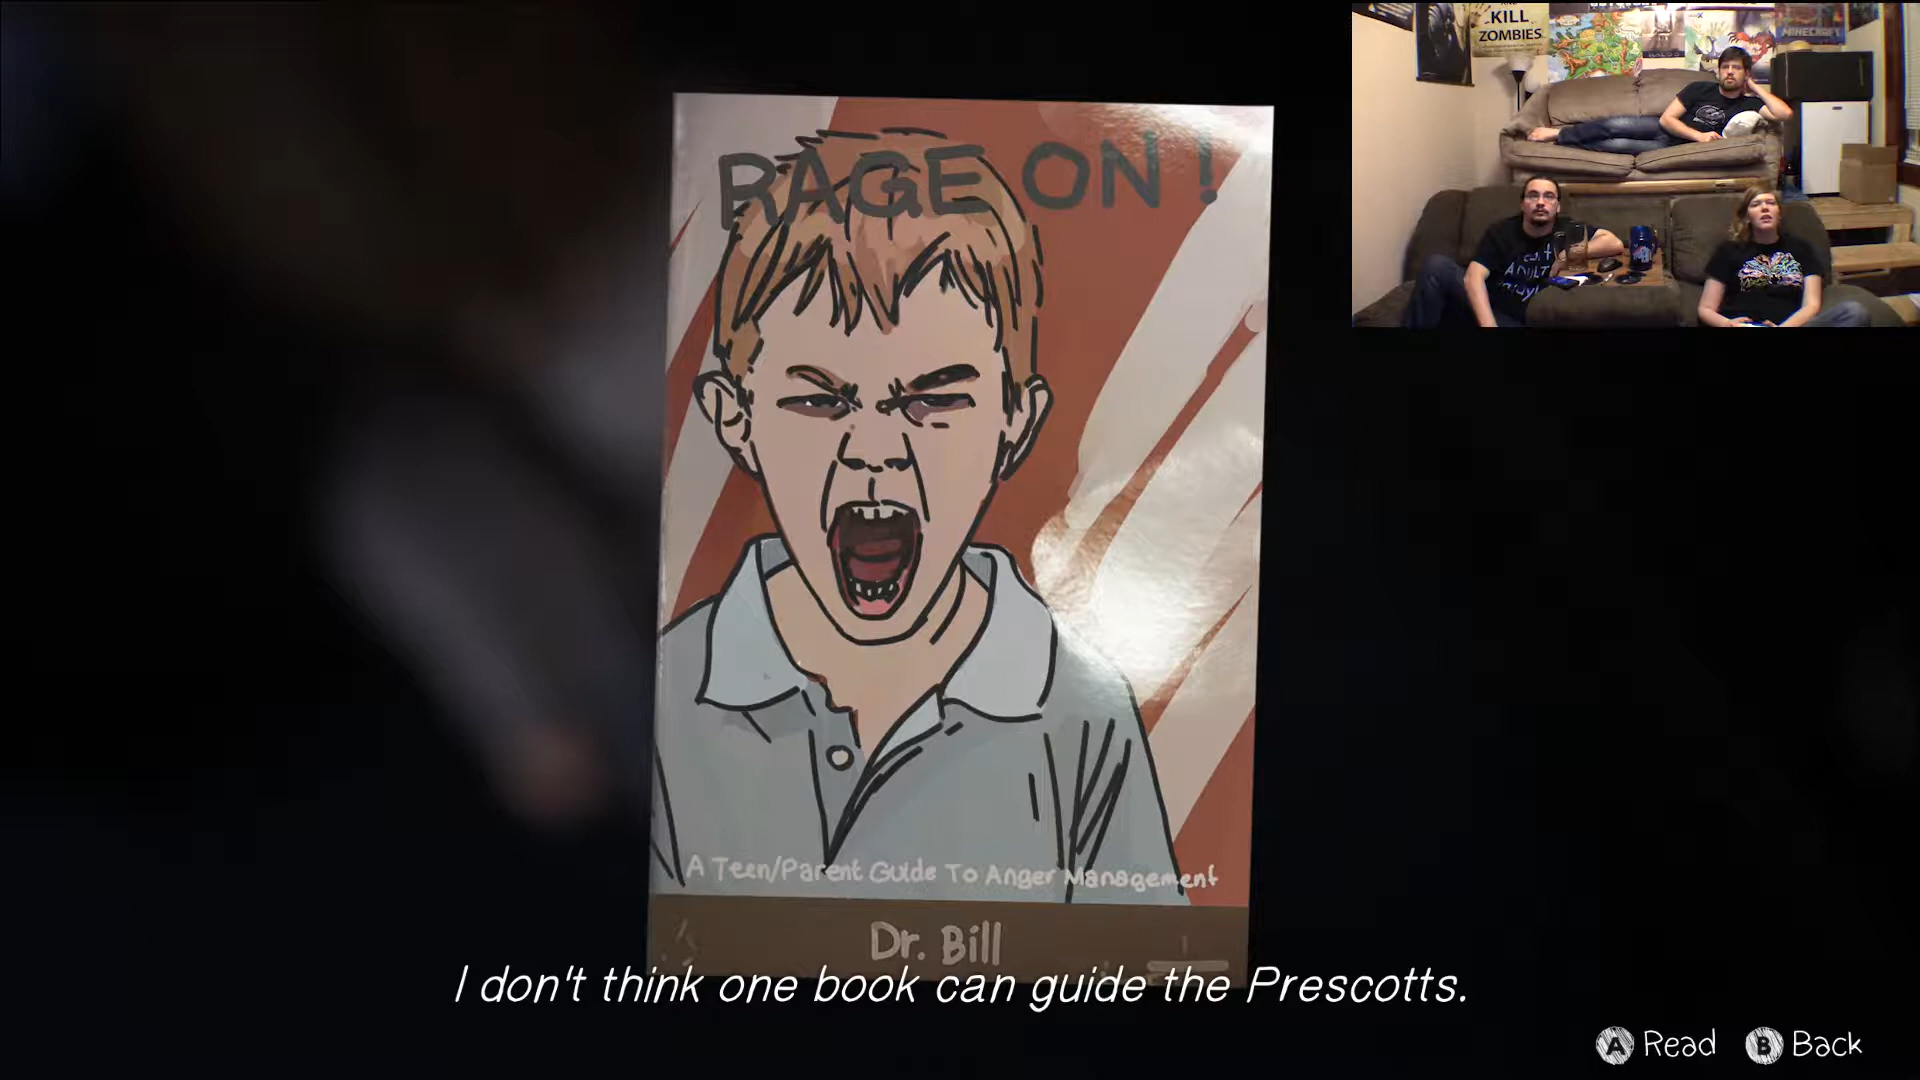 KILL
ZOMBIES
MINECRAFT
RAGE ON!
A Teen/Parent Guide To Anger Management
Dr. Bill
I don't think one book can guide the Prescotts.
A Read B Back